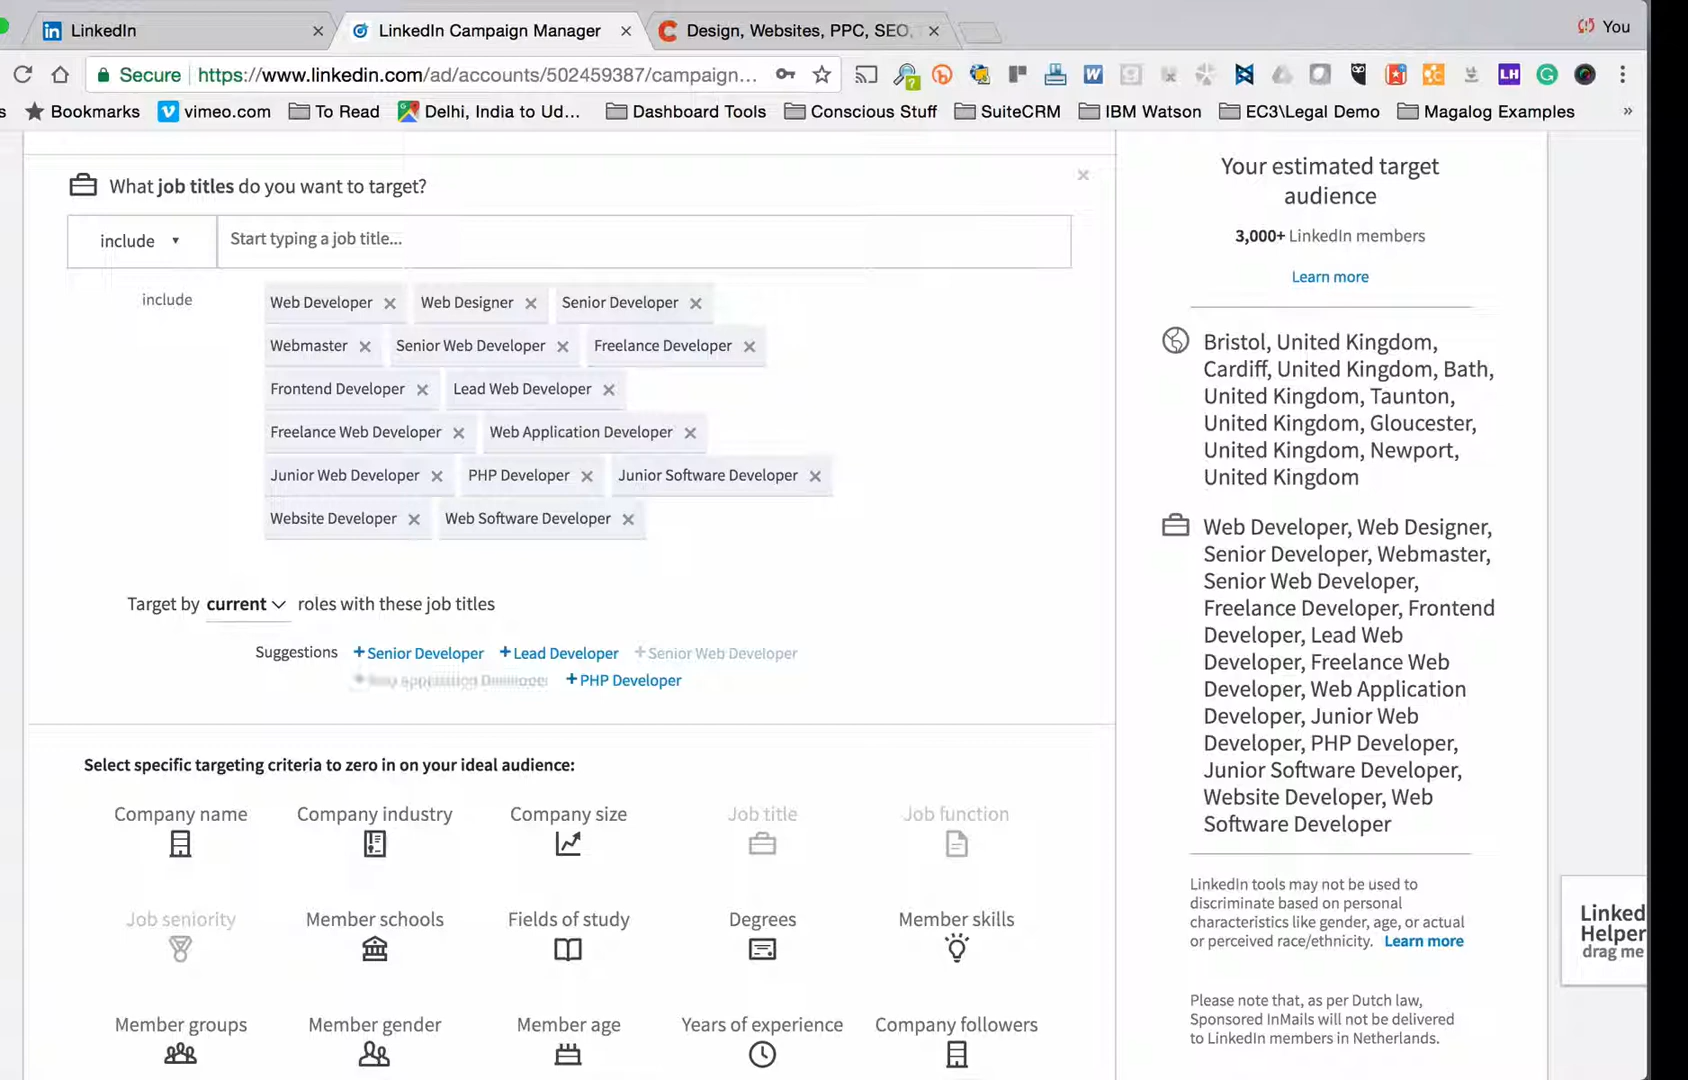 LinkedIn
LinkedIn Campaign Manager
Design, Websites, PPC, SEO,
You
Secure
https://www.linkedin.com/ad/accounts/502459387/campaign...
Bookmarks
vimeo.com
To Read
Delhi, India to Ud...
Dashboard Tools
Conscious Stuff
SuiteCRM
IBM Watson
EC3\Legal Demo
Magalog Examples
What job titles do you want to target?
include
Start typing a job title...
include
Web Developer
Web Designer
Senior Developer
Webmaster
Senior Web Developer
Freelance Developer
Frontend Developer
Lead Web Developer
Freelance Web Developer
Web Application Developer
Junior Web Developer
PHP Developer
Junior Software Developer
Website Developer
Web Software Developer
Target by current roles with these job titles
Suggestions
+Senior Developer
+Lead Developer
+Senior Web Developer
+PHP Developer
Select specific targeting criteria to zero in on your ideal audience:
Company name
Company industry
Company size
Job title
Job function
Job seniority
Member schools
Fields of study
Degrees
Member skills
Member groups
Member gender
Member age
Years of experience
Company followers
Your estimated target
audience
3,000+ LinkedIn members
Learn more
Bristol, United Kingdom,
Cardiff, United Kingdom, Bath,
United Kingdom, Taunton,
United Kingdom, Gloucester,
United Kingdom, Newport,
United Kingdom
Web Developer, Web Designer,
Senior Developer, Webmaster,
Senior Web Developer,
Freelance Developer, Frontend
Developer, Lead Web
Developer, Freelance Web
Developer, Web Application
Developer, Junior Web
Developer, PHP Developer,
Junior Software Developer,
Website Developer, Web
Software Developer
LinkedIn tools may not be used to
discriminate based on personal
characteristics like gender, age, or actual
or perceived race/ethnicity. Learn more
Please note that, as per Dutch law,
Sponsored InMails will not be delivered
to LinkedIn members in Netherlands.
Linked
Helper
drag me